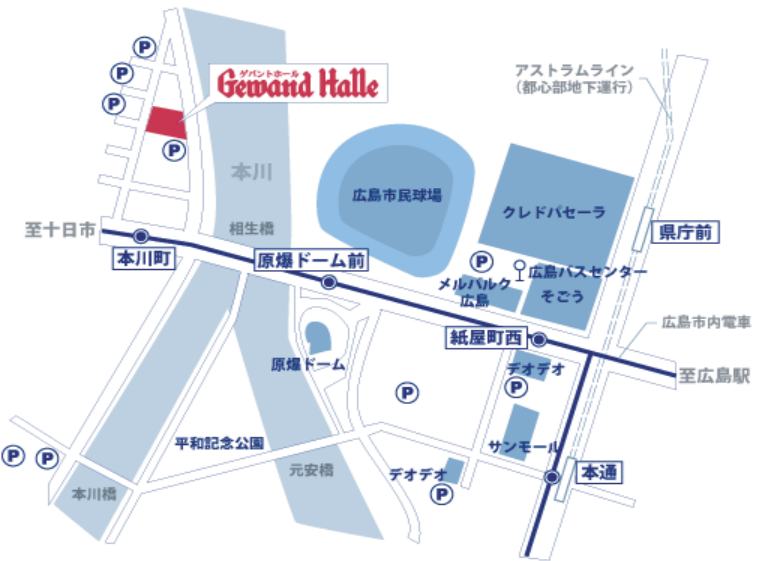 P
P
P
P
ゲバントホール
Gewand Halle
アストラムライン
(都心部地下運行)
本川
広島市民球場
クレドパセーラ
至十日市
相生橋
県庁前
本川町
原爆ドーム前
P
広島バスセンター
メルパルク
広島
そごう
紙屋町西
広島市内電車
原爆ドーム
デオデオ
至広島駅
P
P
平和記念公園
サンモール
P
P
元安橋
デオデオ
本通
本川橋
P